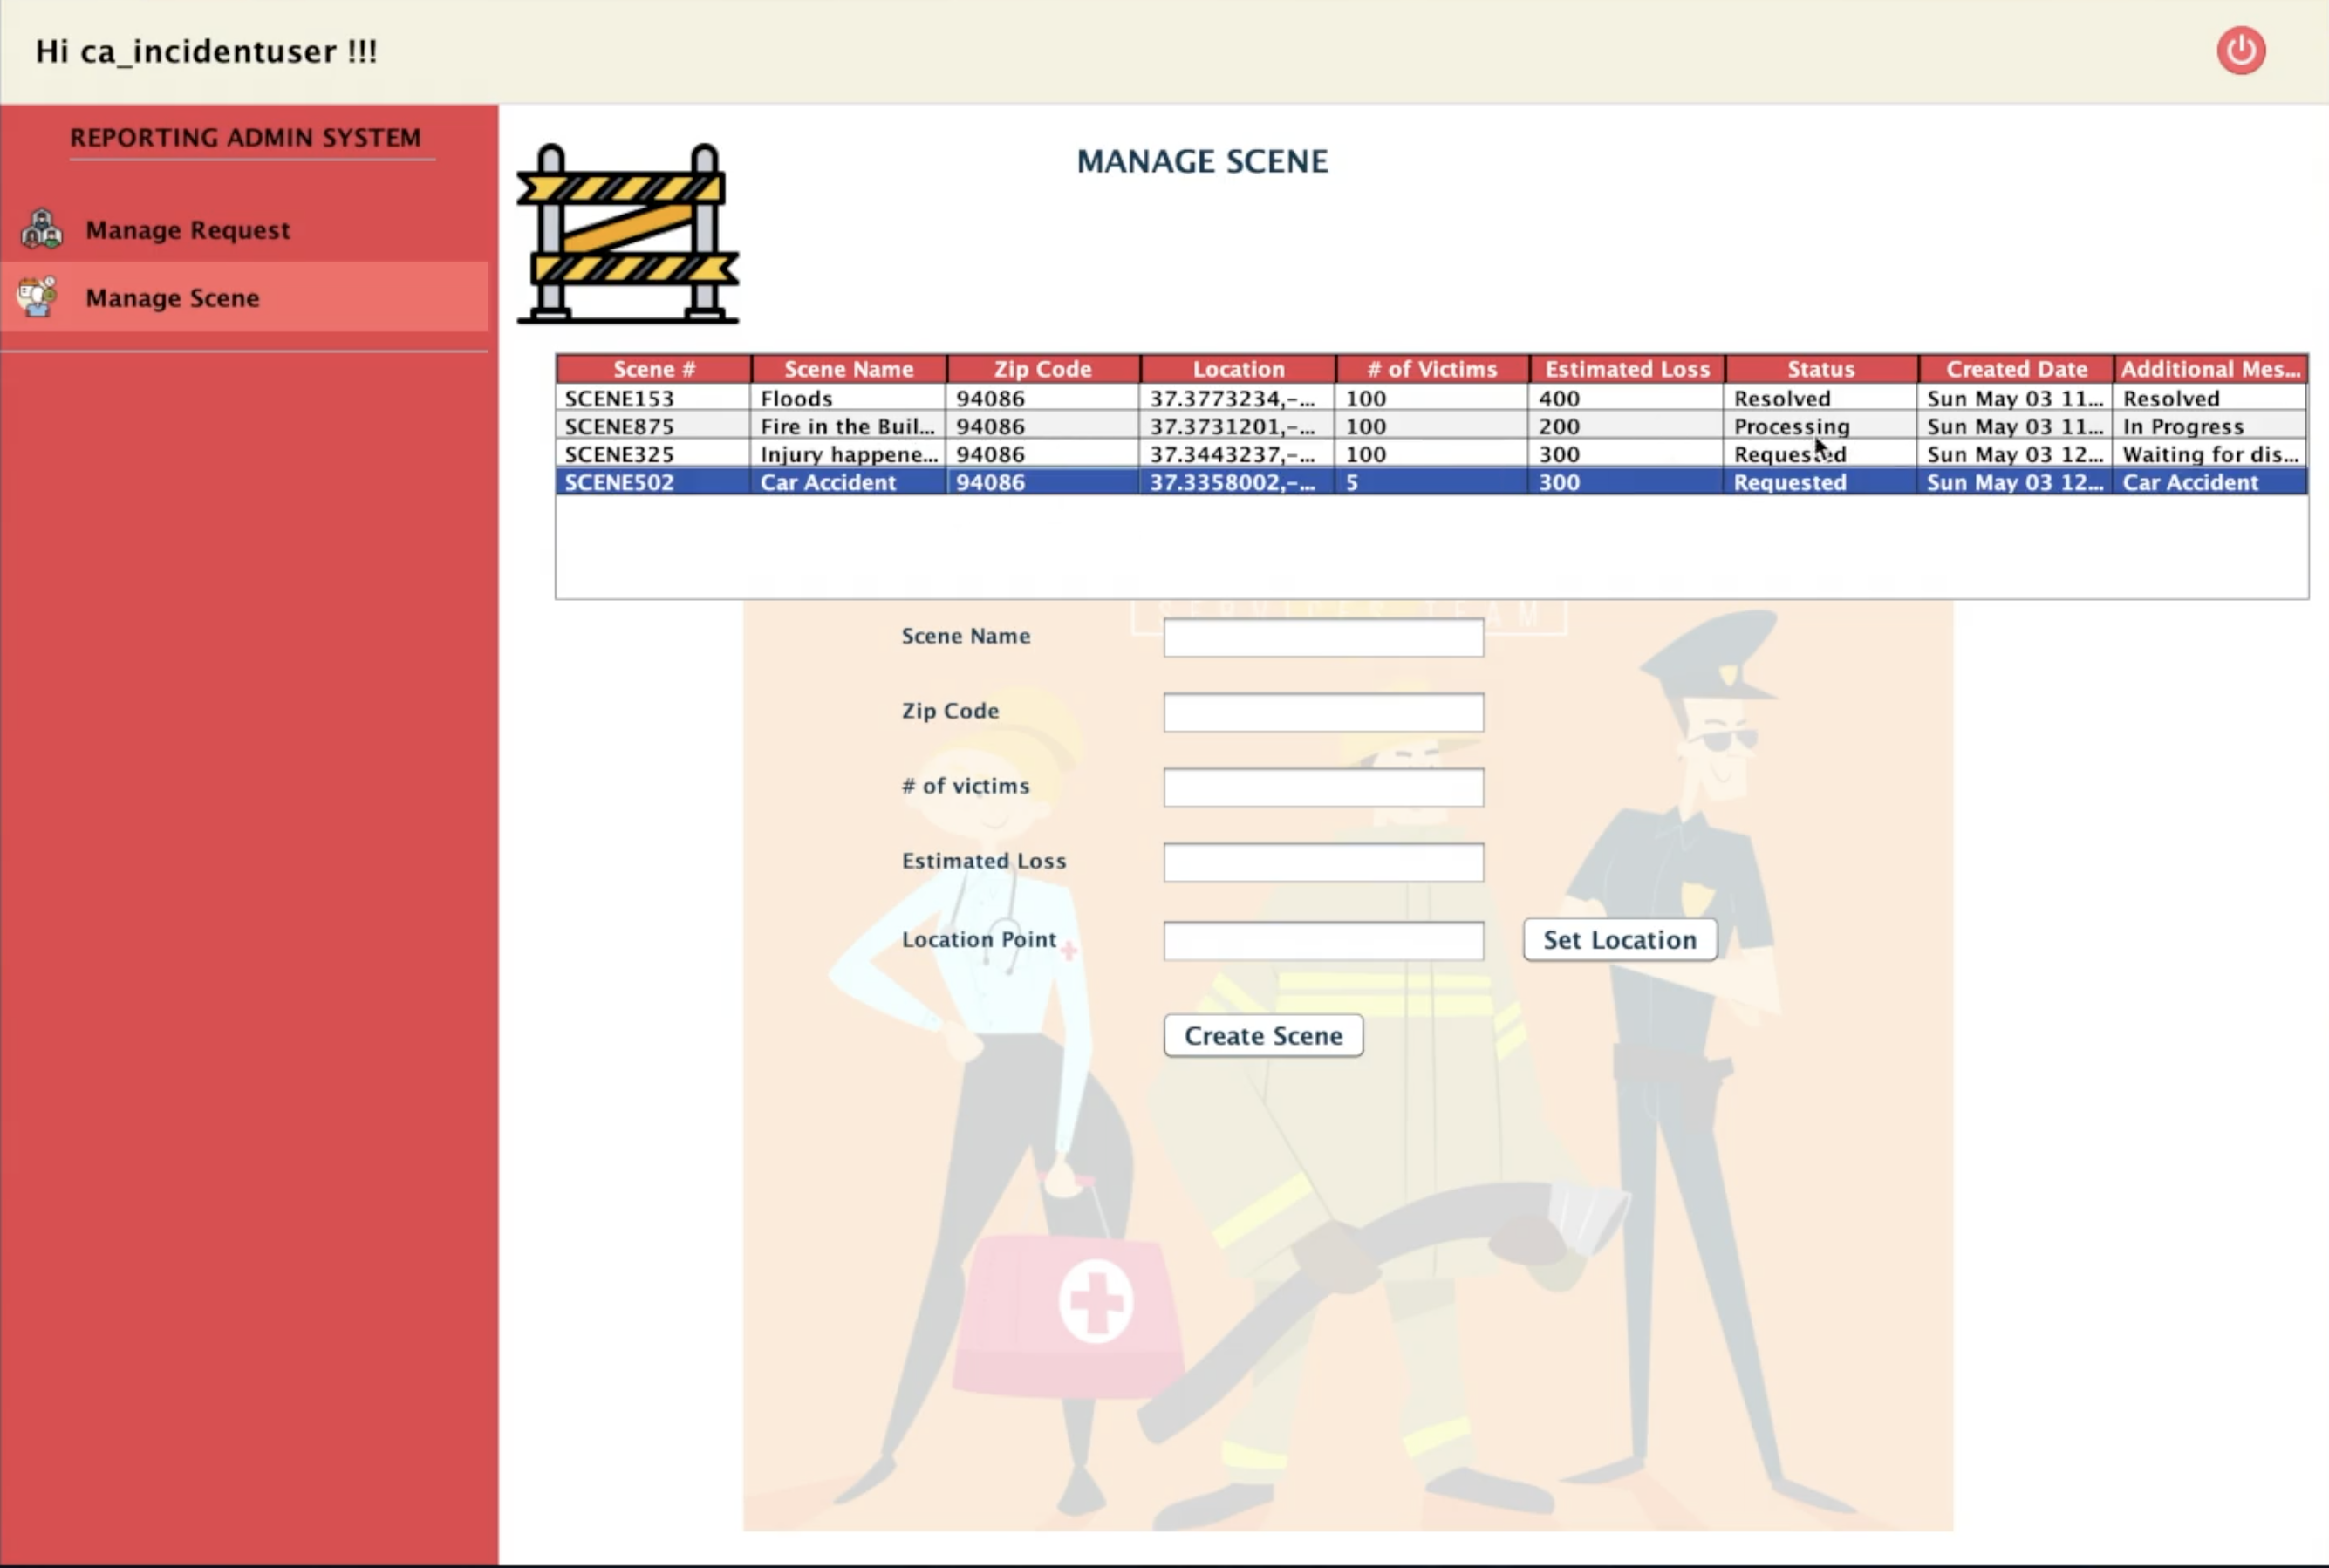 Hi ca_incidentuser !!!
REPORTING ADMIN SYSTEM
Manage Request
Manage Scene
MANAGE SCENE
Scene # Scene Name Zip Code Location # of Victims Estimated Loss Status Created Date Additional Mes...
SCENE153 Floods 94086 37.3773234,-... 100 400 Resolved Sun May 03 11... Resolved
SCENE875 Fire in the Buil... 94086 37.3731201,-... 100 200 Processing Sun May 03 11... In Progress
SCENE325 Injury happene... 94086 37.3443237,-... 100 300 Requested Sun May 03 12... Waiting for dis...
SCENE502 Car Accident 94086 37.3358002,-... 5 300 Requested Sun May 03 12... Car Accident
SERVICES TEAM
Scene Name
Zip Code
# of victims
Estimated Loss
Location Point Set Location
Create Scene